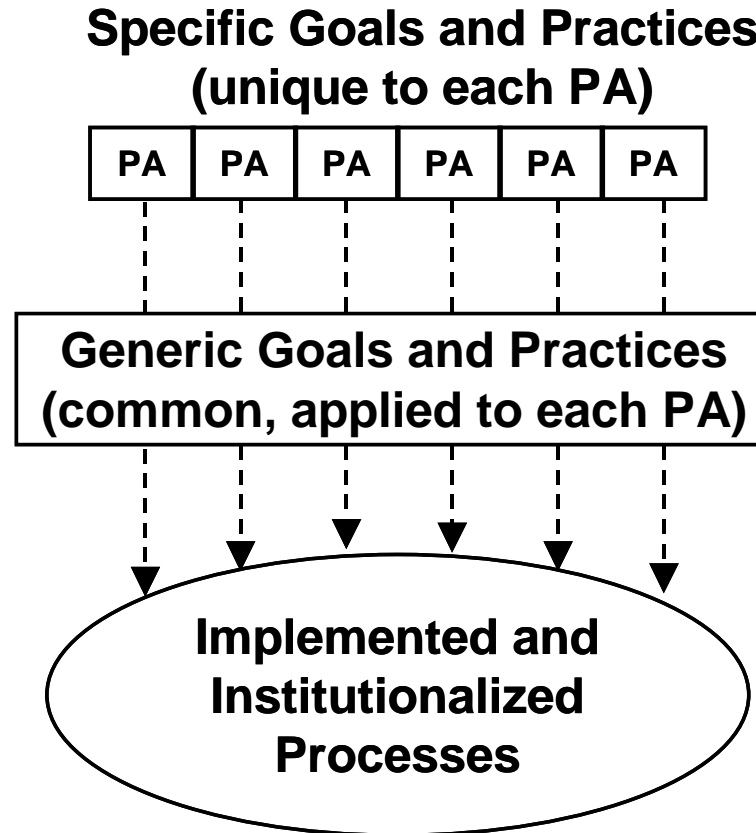 Specific Goals and Practices
(unique to each PA)
PA PA PA PA PA PA
Generic Goals and Practices
(common, applied to each PA)
Implemented and
Institutionalized
Processes